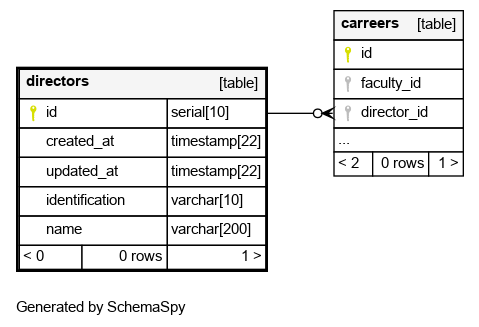 carreers [table]
id
faculty_id
director_id
...
< 2 0 rows 1 >
directors [table]
id serial[10]
created_at timestamp[22]
updated_at timestamp[22]
identification varchar[10]
name varchar[200]
< 0 0 rows 1 >
Generated by SchemaSpy